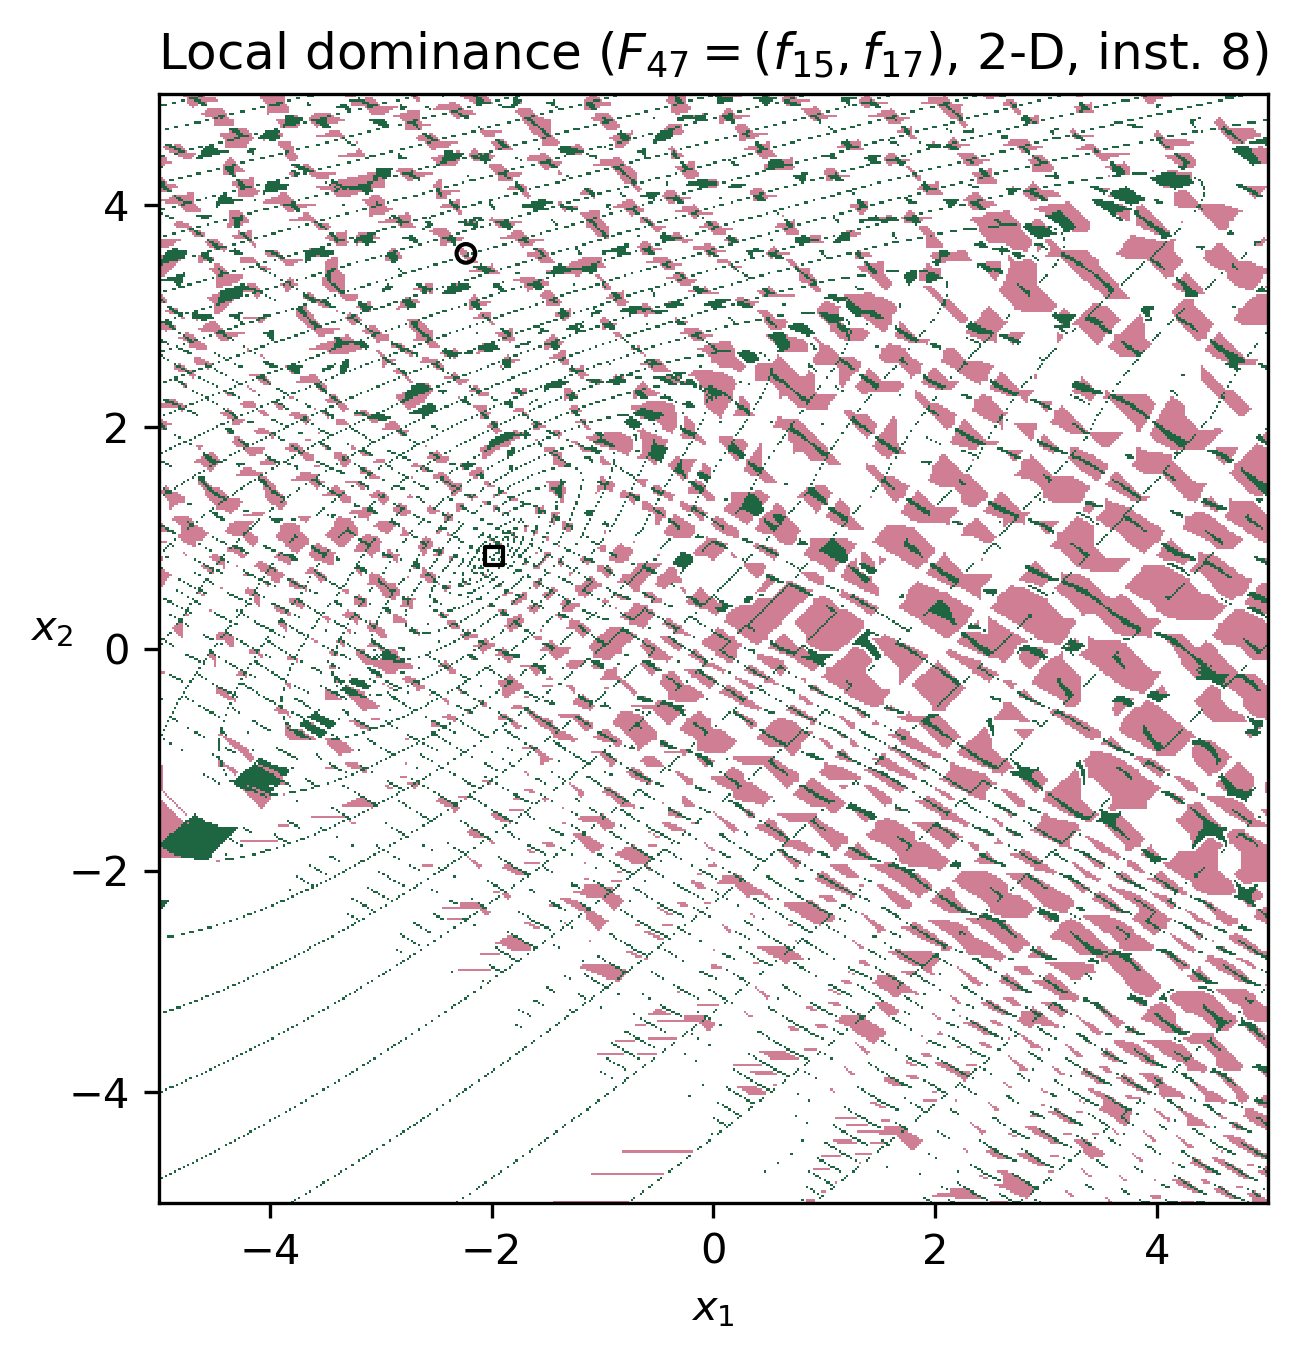 Local dominance (F₄₇ = (f₁₅, f₁₇), 2-D, inst. 8)
4
2
0
−2
−4
x₂
−4 −2 0 2 4
x₁